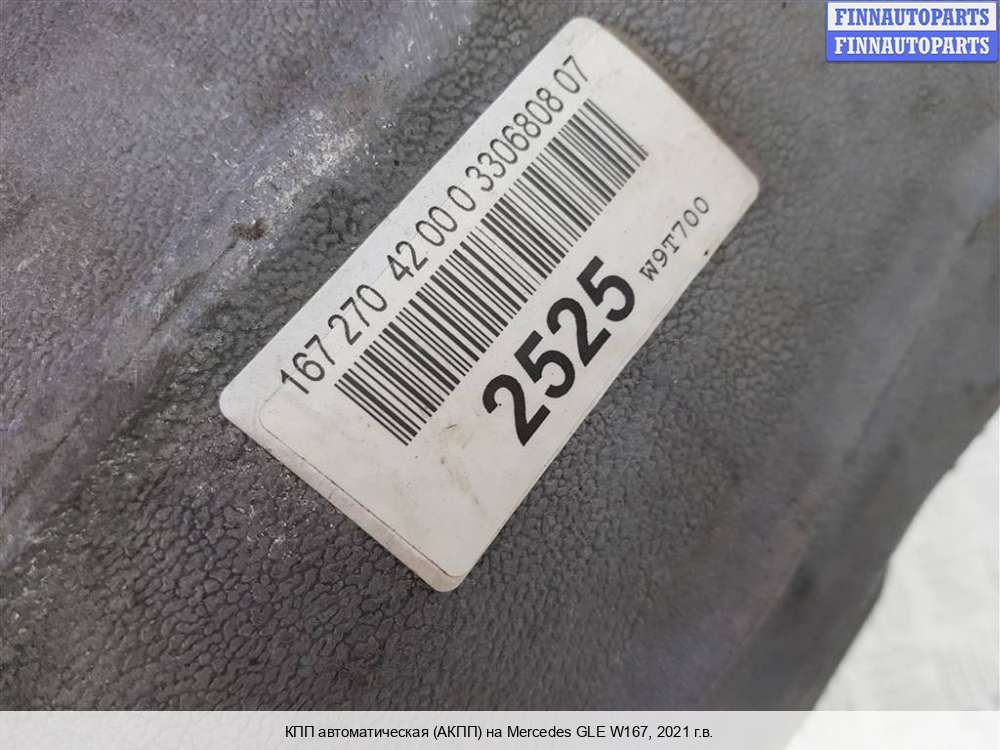 FINNAUTOPARTS
FINNAUTOPARTS
167 270 42 00 0 3306808 07
2525 W9T700
КПП автоматическая (АКПП) на Mercedes GLE W167, 2021 г.в.